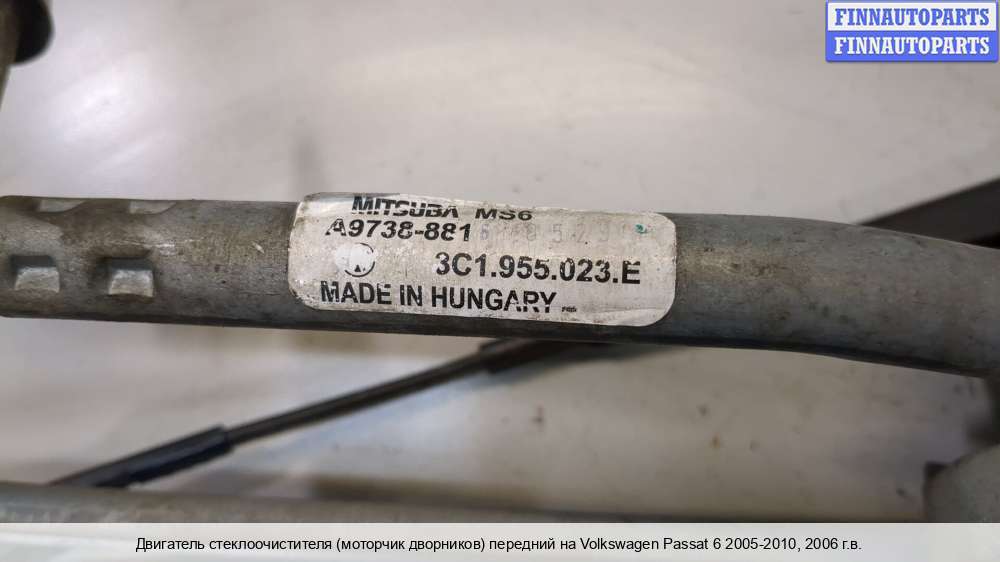 FINNAUTOPARTS
FINNAUTOPARTS
MITSUBA MS6
A9738-881
3C1.955.023.E
MADE IN HUNGARY
Двигатель стеклоочистителя (моторчик дворников) передний на Volkswagen Passat 6 2005-2010, 2006 г.в.